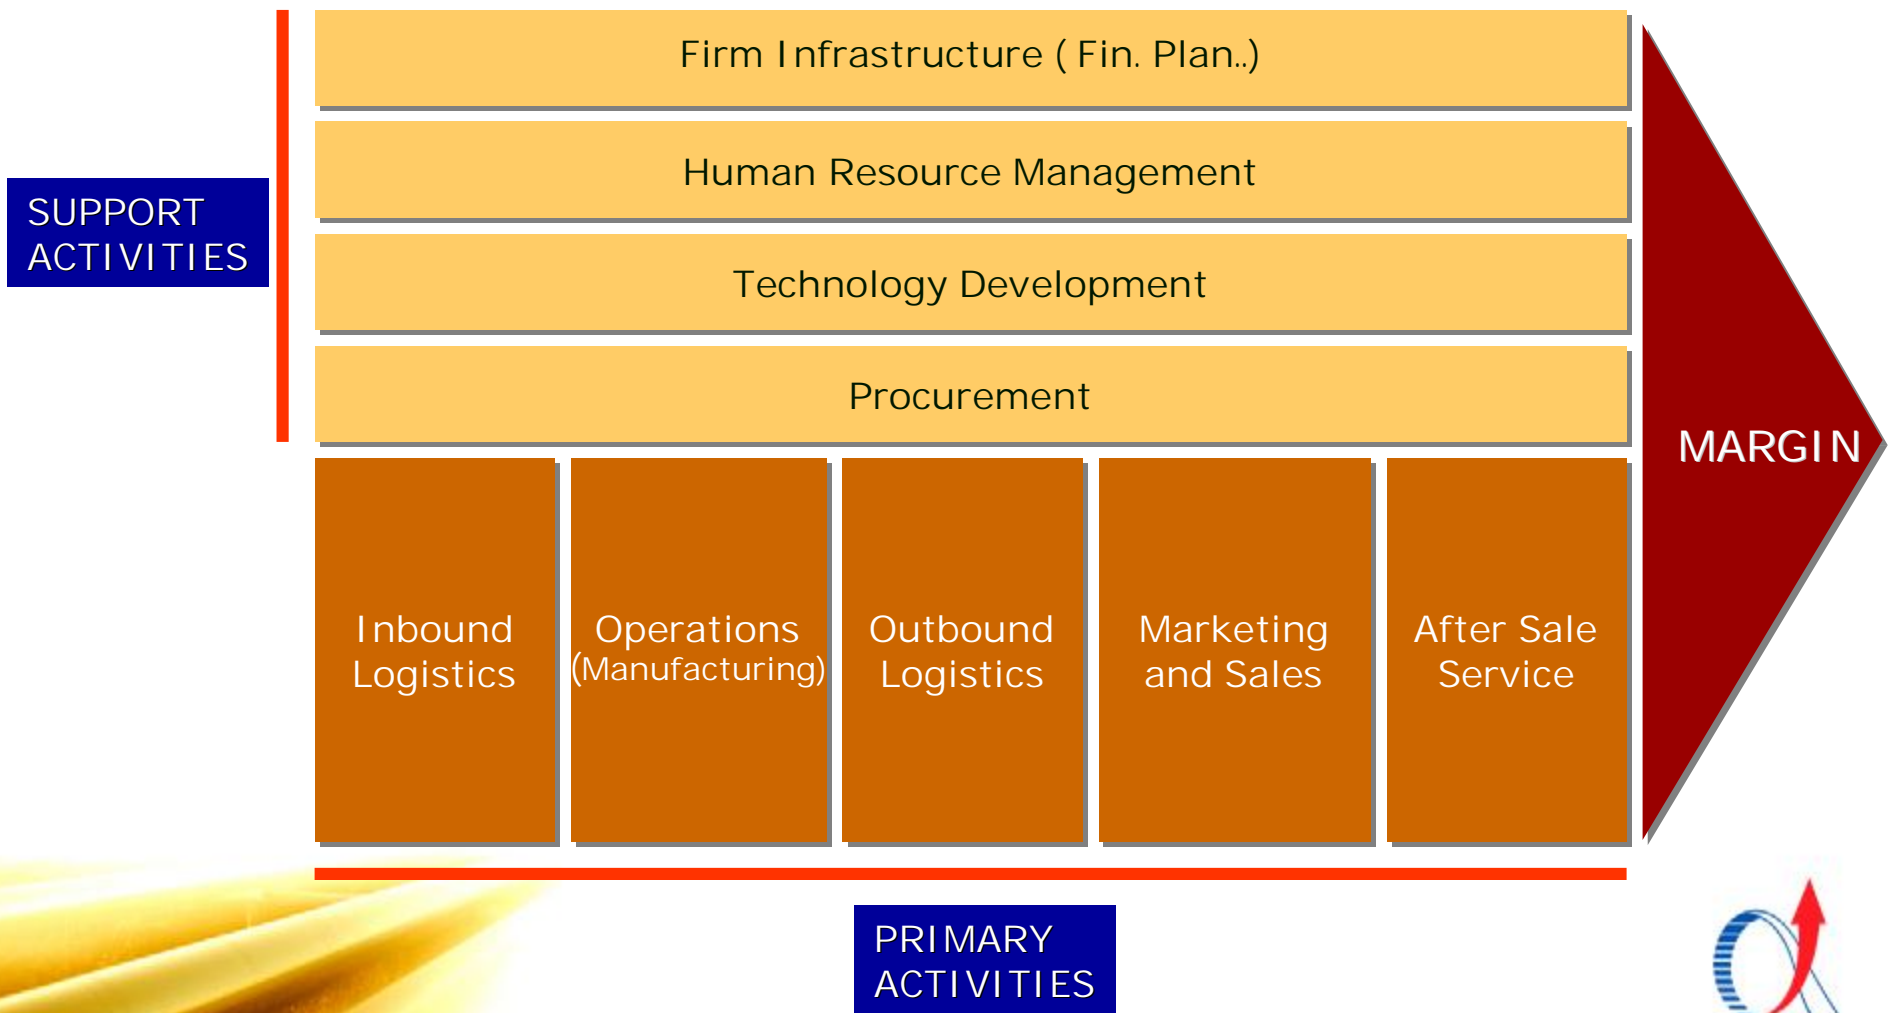 Firm Infrastructure ( Fin. Plan..)
Human Resource Management
SUPPORT
ACTIVITIES
Technology Development
Procurement
MARGIN
Inbound
Logistics
Operations
(Manufacturing)
Outbound
Logistics
Marketing
and Sales
After Sale
Service
PRIMARY
ACTIVITIES